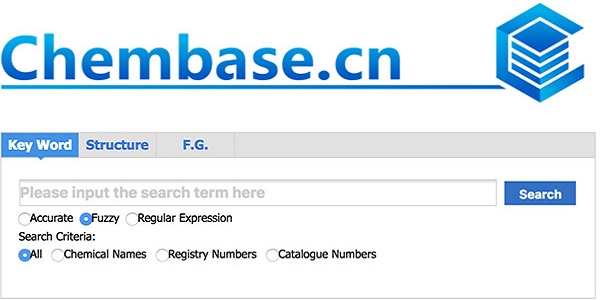 Chembase.cn
Key Word Structure F.G.
Please input the search term here Search
Accurate Fuzzy Regular Expression
Search Criteria:
All Chemical Names Registry Numbers Catalogue Numbers